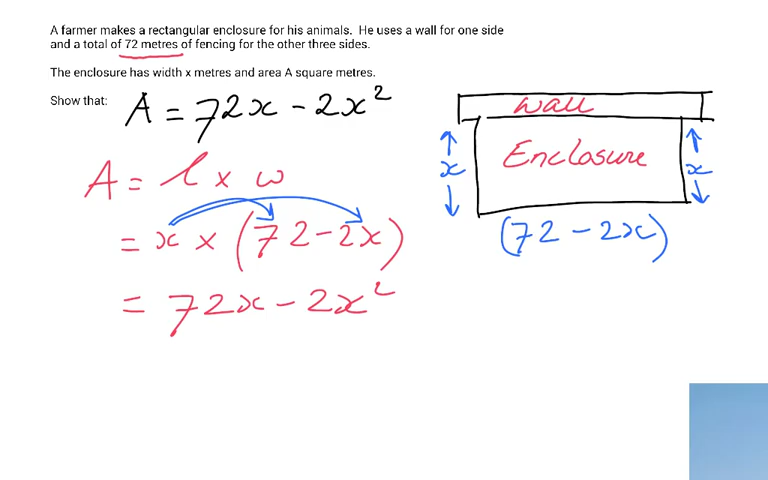 A farmer makes a rectangular enclosure for his animals. He uses a wall for one side
and a total of 72 metres of fencing for the other three sides.
The enclosure has width x metres and area A square metres.
Show that: A = 72x - 2x²
wall
Enclosure
x
x
(72 - 2x)
A = l x w
= x x (72-2x)
= 72x - 2x²